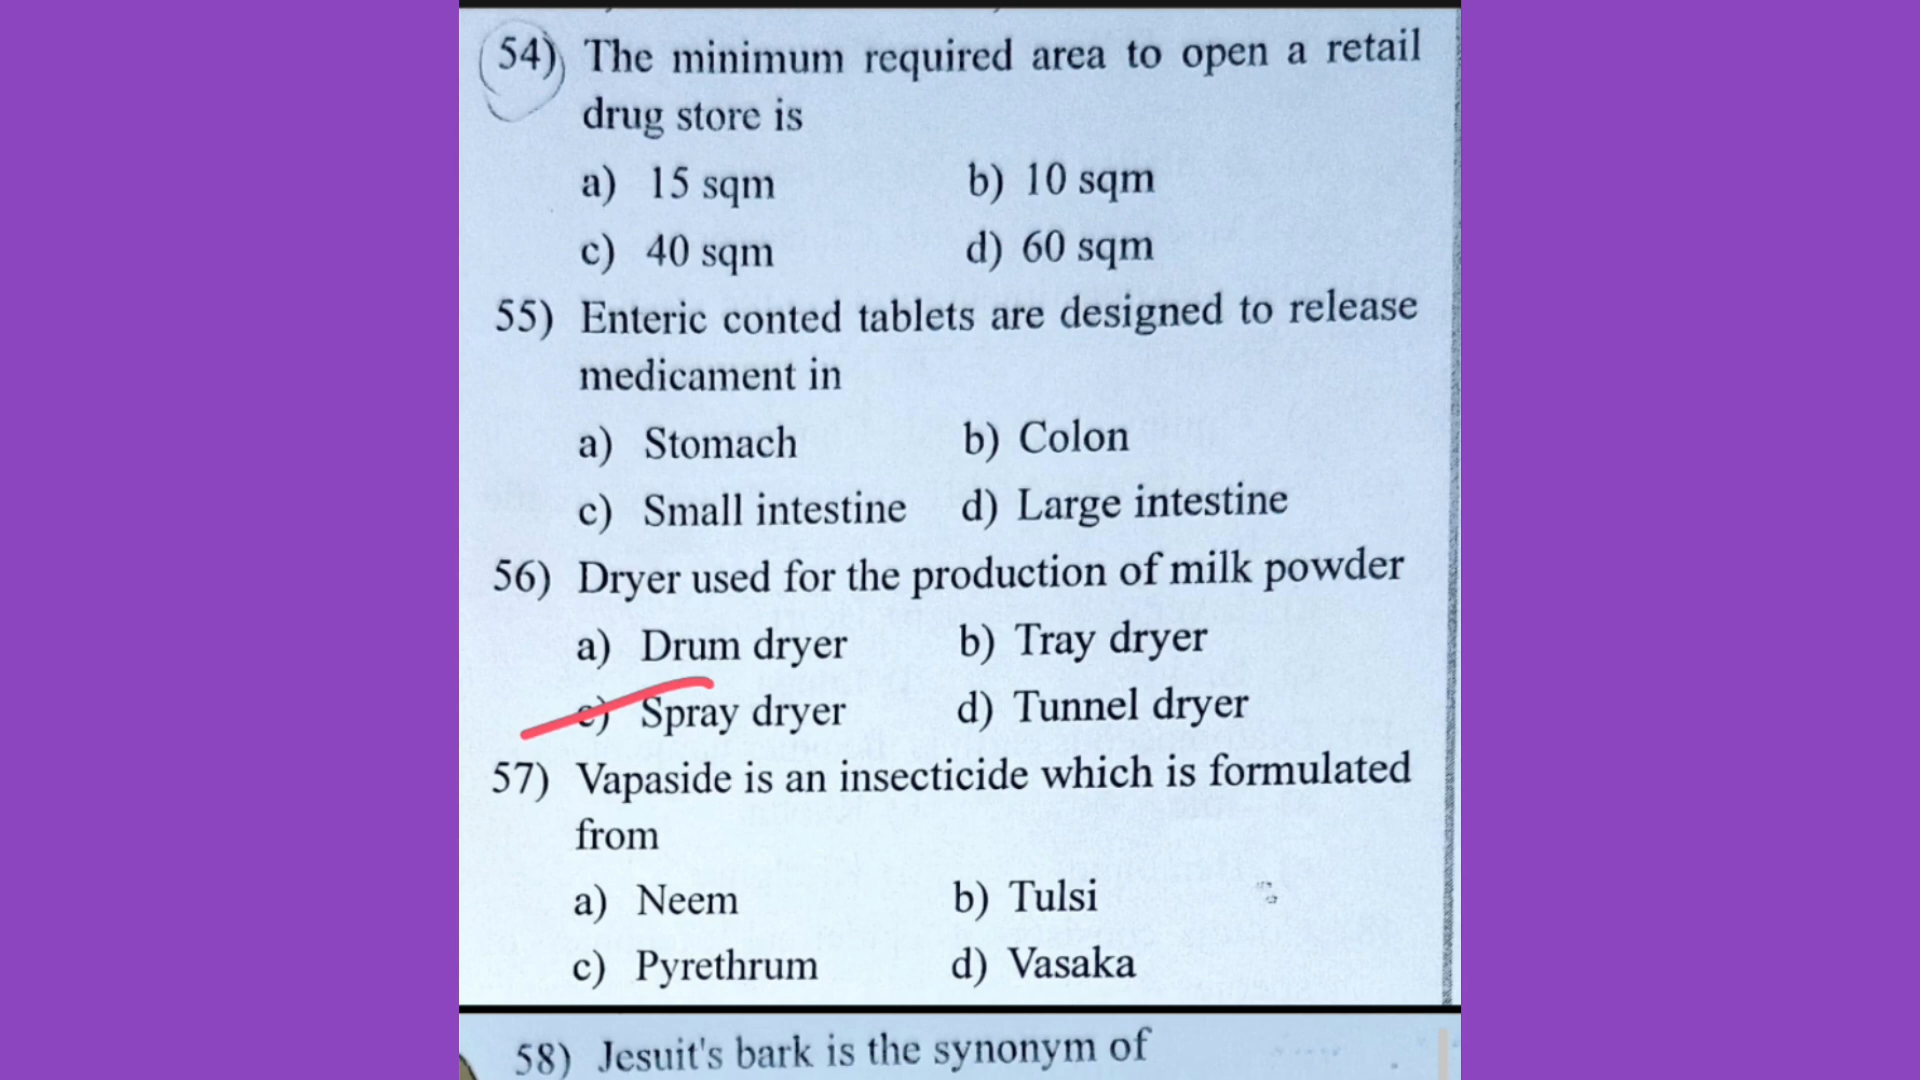 54) The minimum required area to open a retail
drug store is
a) 15 sqm b) 10 sqm
c) 40 sqm d) 60 sqm
55) Enteric conted tablets are designed to release
medicament in
a) Stomach b) Colon
c) Small intestine d) Large intestine
56) Dryer used for the production of milk powder
a) Drum dryer b) Tray dryer
c) Spray dryer d) Tunnel dryer
57) Vapaside is an insecticide which is formulated
from
a) Neem b) Tulsi
c) Pyrethrum d) Vasaka
58) Jesuit's bark is the synonym of